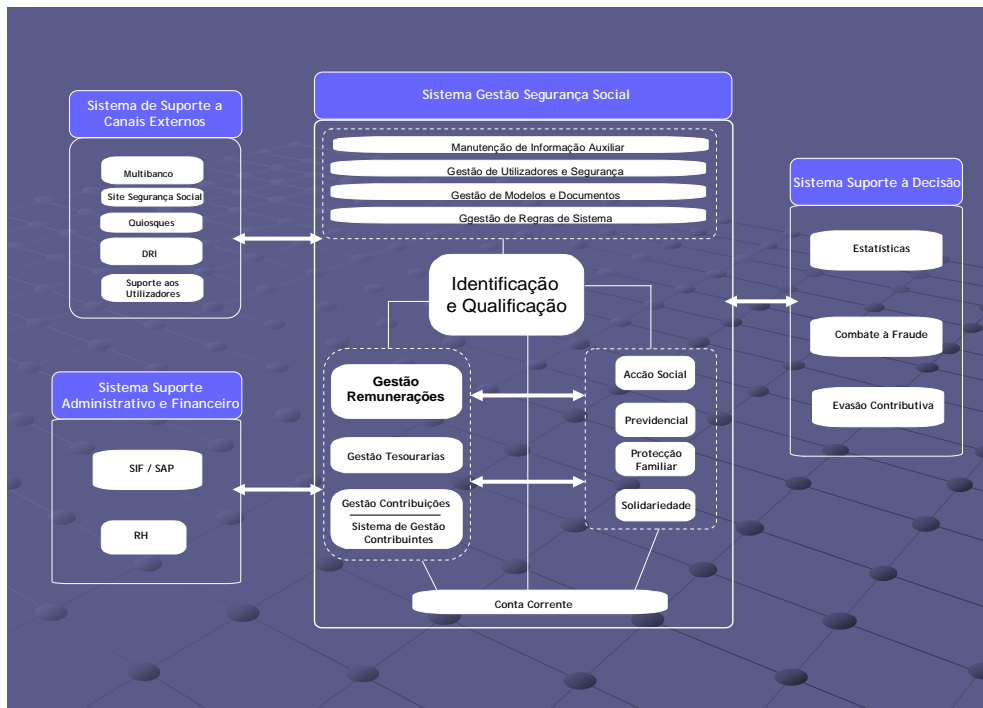 Sistema de Suporte a
Canais Externos
Multibanco
Site Segurança Social
Quiosques
DRI
Suporte aos
Utilizadores
Sistema Suporte
Administrativo e Financeiro
SIF / SAP
RH
Sistema Gestão Segurança Social
Manutenção de Informação Auxiliar
Gestão de Utilizadores e Segurança
Gestão de Modelos e Documentos
Ggestão de Regras de Sistema
Identificação
e Qualificação
Gestão
Remunerações
Gestão Tesourarias
Gestão Contribuições
Sistema de Gestão
Contribuintes
Accão Social
Previdencial
Protecção
Familiar
Solidariedade
Conta Corrente
Sistema Suporte à Decisão
Estatísticas
Combate à Fraude
Evasão Contributiva